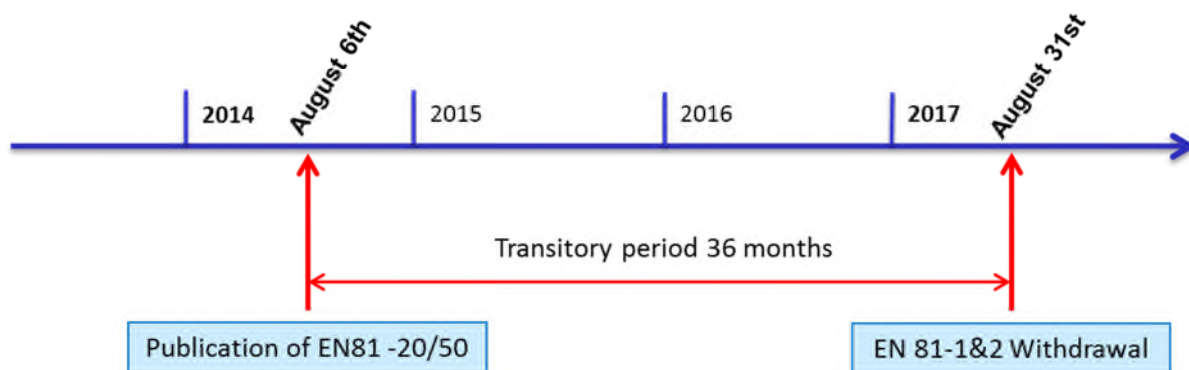 2014
August 6th
2015
2016
2017
August 31st
Transitory period 36 months
Publication of EN81 -20/50
EN 81-1&2 Withdrawal